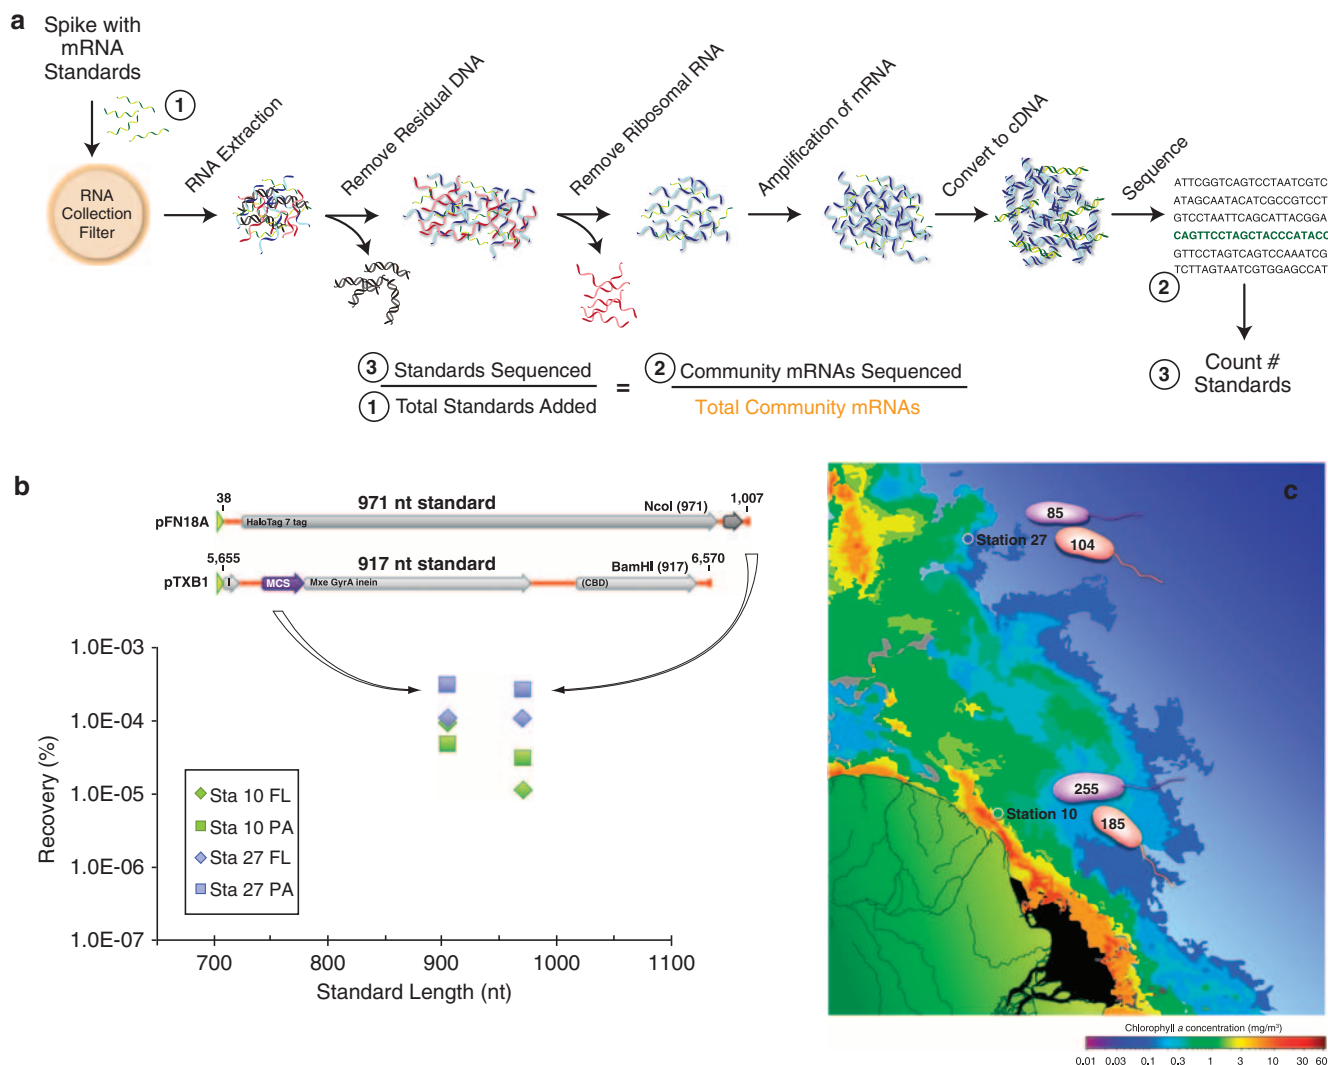 a
Spike with
mRNA
Standards
1
RNA
Collection
Filter
RNA Extraction
Remove Residual DNA
Remove Ribosomal RNA
Amplification of mRNA
Convert to cDNA
Sequence
ATTCGGTCAGTCCTAATCGTC
ATAGCAATACATCGCCGTCCT
GTCCTAATTCAGCATTACGGA
CAGTTCCTAGCTACCCATACC
GTTCCTAGTCAGTCCAAATCG
TCTTAGTAATCGTGGAGCCAT
2
3 Count #
Standards
3 Standards Sequenced
1 Total Standards Added
=
2 Community mRNAs Sequenced
Total Community mRNAs
b
38 971 nt standard 1,007
NcoI (971)
pFN18A HaloTag 7 tag
5,655 917 nt standard 6,570
BamHI (917)
pTXB1 I MCS Mxe GyrA inein (CBD)
1.0E-03
1.0E-04
1.0E-05
1.0E-06
1.0E-07
Recovery (%)
Sta 10 FL
Sta 10 PA
Sta 27 FL
Sta 27 PA
700 800 900 1000 1100
Standard Length (nt)
c
85
104
Station 27
255
185
Station 10
Chlorophyll a concentration (mg/m³)
0.01 0.03 0.1 0.3 1 3 10 30 60